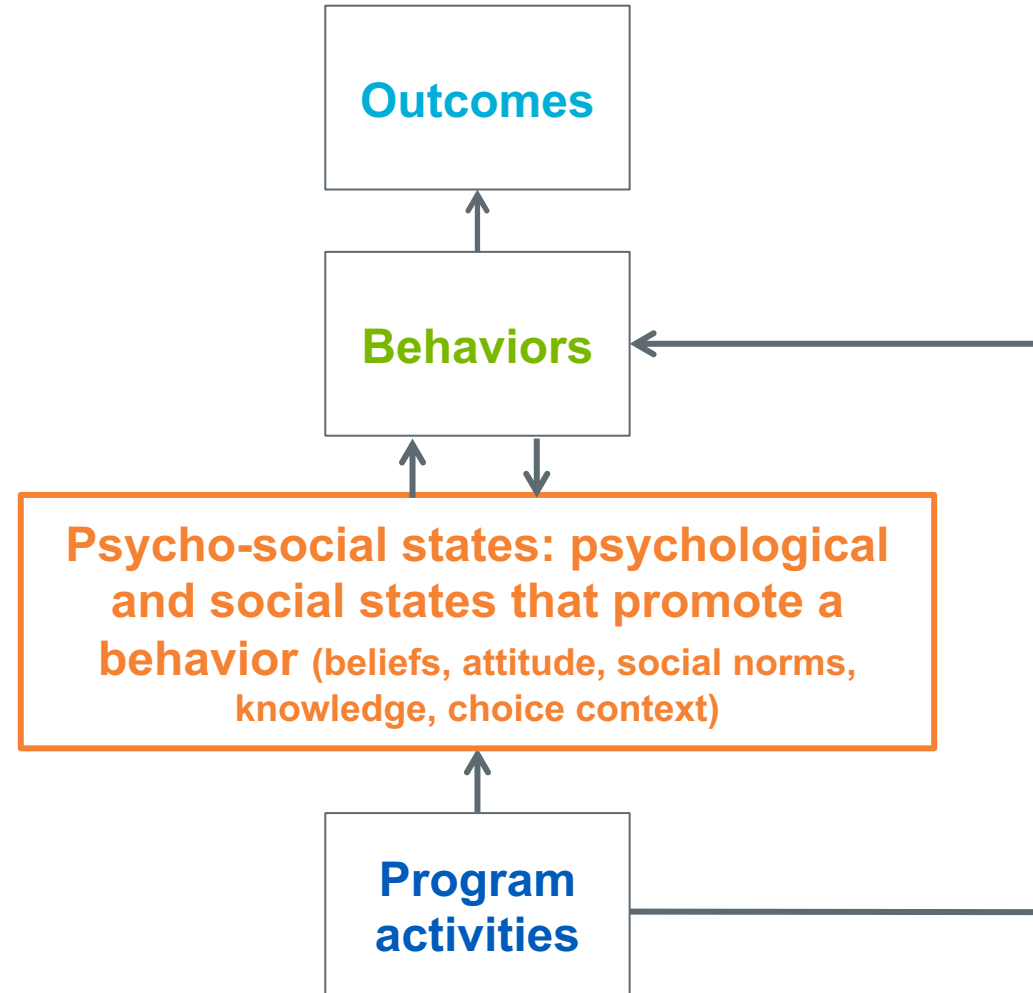 Outcomes
Behaviors
Psycho-social states: psychological
and social states that promote a
behavior (beliefs, attitude, social norms,
knowledge, choice context)
Program
activities